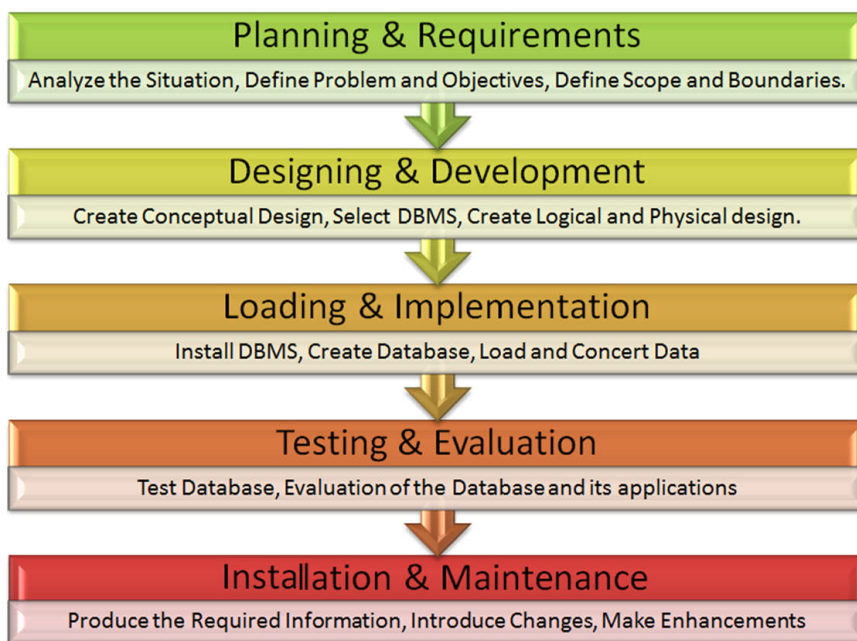 Planning & Requirements
Analyze the Situation, Define Problem and Objectives, Define Scope and Boundaries.
Designing & Development
Create Conceptual Design, Select DBMS, Create Logical and Physical design.
Loading & Implementation
Install DBMS, Create Database, Load and Concert Data
Testing & Evaluation
Test Database, Evaluation of the Database and its applications
Installation & Maintenance
Produce the Required Information, Introduce Changes, Make Enhancements